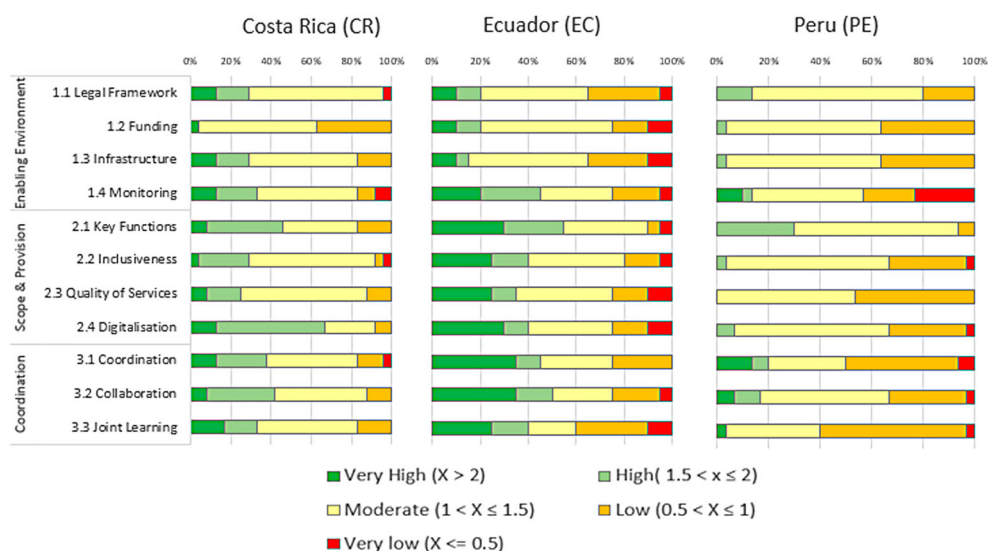 Costa Rica (CR) Ecuador (EC) Peru (PE)
0% 20% 40% 60% 80% 100% 0% 20% 40% 60% 80% 100% 0% 20% 40% 60% 80% 100%
Enabling Environment
1.1 Legal Framework
1.2 Funding
1.3 Infrastructure
1.4 Monitoring
Scope & Provision
2.1 Key Functions
2.2 Inclusiveness
2.3 Quality of Services
2.4 Digitalisation
Coordination
3.1 Coordination
3.2 Collaboration
3.3 Joint Learning
Very High (X > 2) High( 1.5 < x ≤ 2)
Moderate (1 < X ≤ 1.5) Low (0.5 < X ≤ 1)
Very low (X <= 0.5)